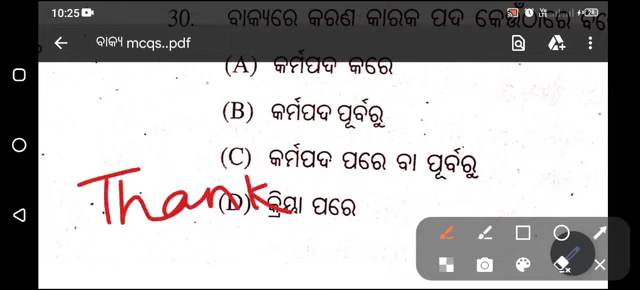 10:25
28
ବାକ୍ୟ mcqs..pdf
30. ବାକ୍ୟରେ କରଣ କାରକ ପଦ କେଉଁଠାରେ
(A) କର୍ମପଦ କରେ
(B) କର୍ମପଦ ପୂର୍ବରୁ
(C) କର୍ମପଦ ପରେ ବା ପୂର୍ବରୁ
Thank
(D) କ୍ରିୟା ପରେ